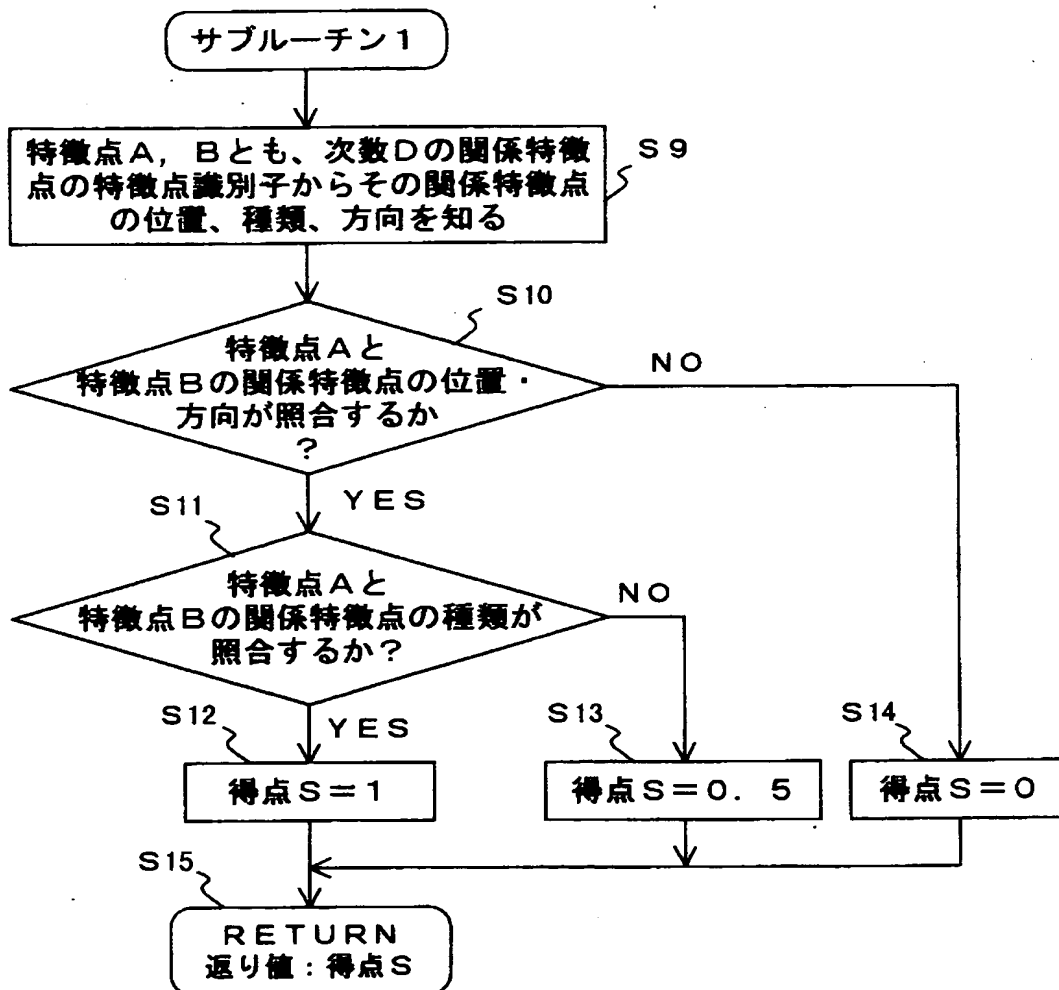 サブルーチン1
特徴点A，Bとも、次数Dの関係特徴
点の特徴点識別子からその関係特徴点
の位置、種類、方向を知る
S9
S10
特徴点Aと
特徴点Bの関係特徴点の位置・
方向が照合するか
？
NO
YES
S11
特徴点Aと
特徴点Bの関係特徴点の種類が
照合するか？
NO
YES
S12
得点S＝1
S13
得点S＝0．5
S14
得点S＝0
S15
RETURN
返り値：得点S